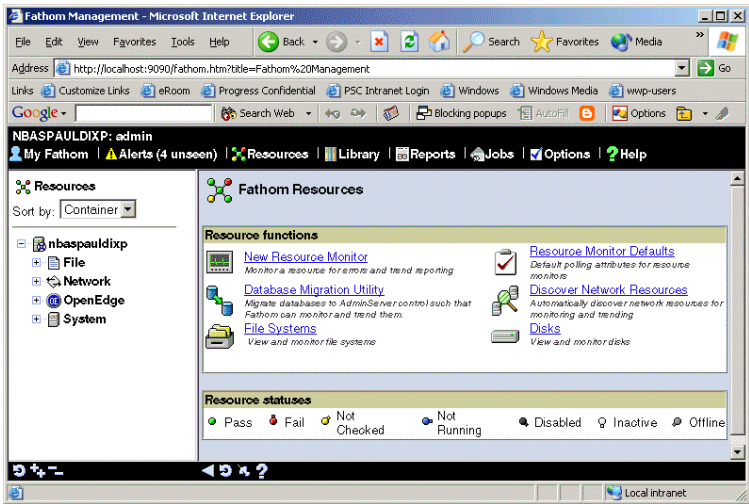 Fathom Management - Microsoft Internet Explorer
File Edit View Favorites Tools Help Back Search Favorites Media »
Address http://localhost:9090/fathom.htm?title=Fathom%20Management Go
Links Customize Links eRoom Progress Confidential PSC Intranet Login Windows Windows Media wwp-users
Google Search Web Blocking popups AutoFill Options
NBASPAULDIXP: admin
My Fathom | Alerts (4 unseen) | Resources | Library | Reports | Jobs | Options | Help
Resources
Sort by: Container
nbaspauldixp
File
Network
OpenEdge
System
Fathom Resources
Resource functions
New Resource Monitor
Monitor a resource for errors and trend reporting
Resource Monitor Defaults
Default polling attributes for resource
monitors
Database Migration Utility
Migrate databases to AdminServer control such that
Fathom can monitor and trend them.
Discover Network Resources
Automatically discover network resources for
monitoring and trending
File Systems
View and monitor file systems
Disks
View and monitor disks
Resource statuses
Pass Fail Not Checked Not Running Disabled Inactive Offline
Local intranet